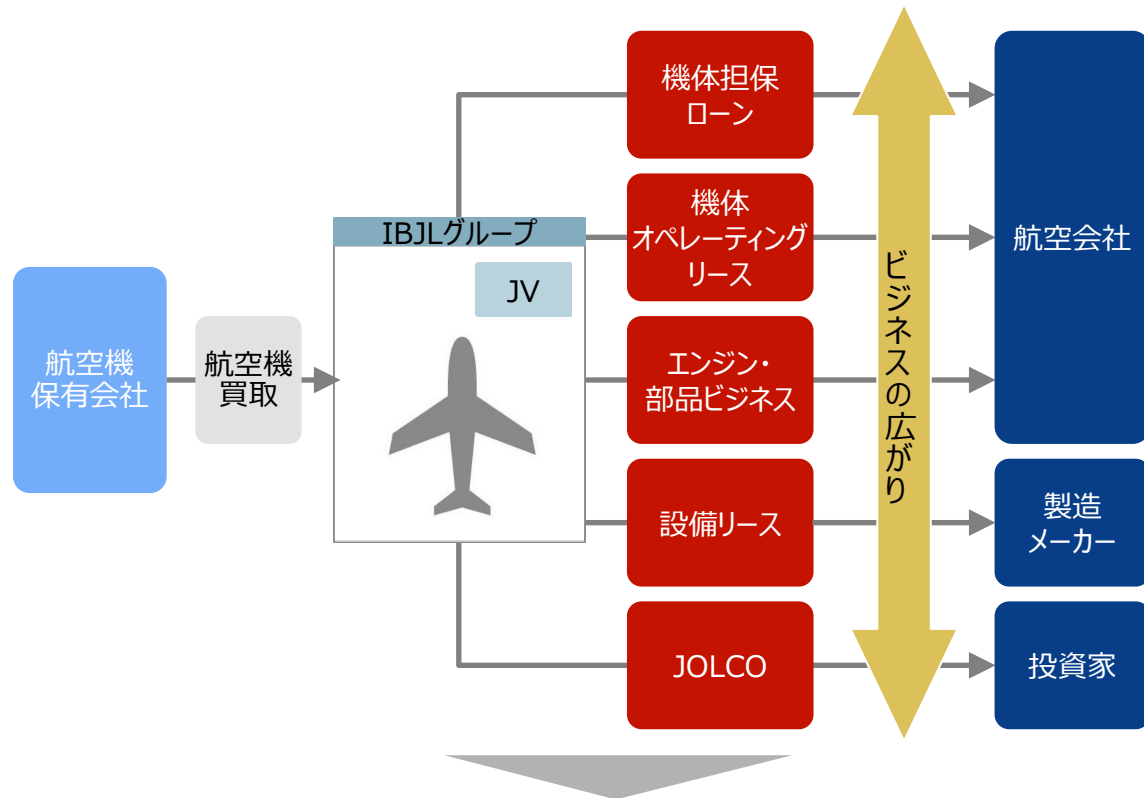 航空機
保有会社
航空機
買取
IBJLグループ
JV
機体担保
ローン
機体
オペレーティング
リース
エンジン・
部品ビジネス
設備リース
JOLCO
ビジネスの広がり
航空会社
製造
メーカー
投資家